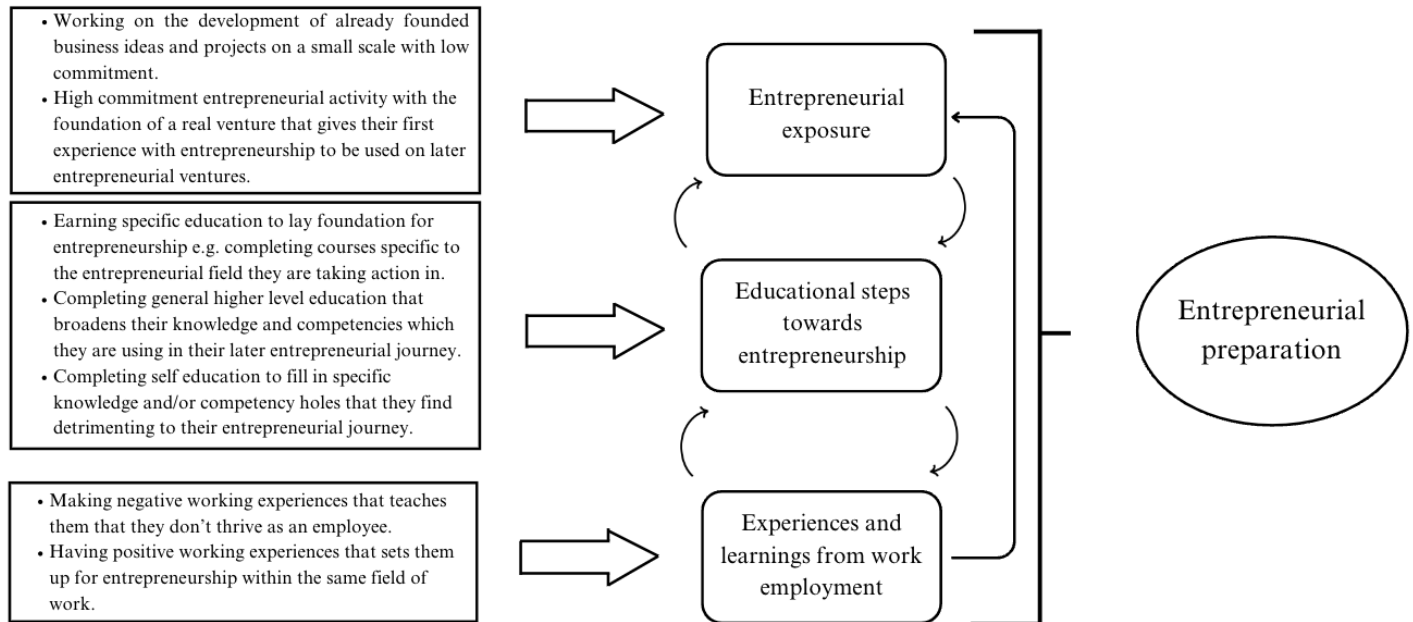 • Working on the development of already founded
business ideas and projects on a small scale with low
commitment.
• High commitment entrepreneurial activity with the
foundation of a real venture that gives their first
experience with entrepreneurship to be used on later
entrepreneurial ventures.
Entrepreneurial
exposure
• Earning specific education to lay foundation for
entrepreneurship e.g. completing courses specific to
the entrepreneurial field they are taking action in.
• Completing general higher level education that
broadens their knowledge and competencies which
they are using in their later entrepreneurial journey.
• Completing self education to fill in specific
knowledge and/or competency holes that they find
detrimenting to their entrepreneurial journey.
Educational steps
towards
entrepreneurship
• Making negative working experiences that teaches
them that they don't thrive as an employee.
• Having positive working experiences that sets them
up for entrepreneurship within the same field of
work.
Experiences and
learnings from work
employment
Entrepreneurial
preparation